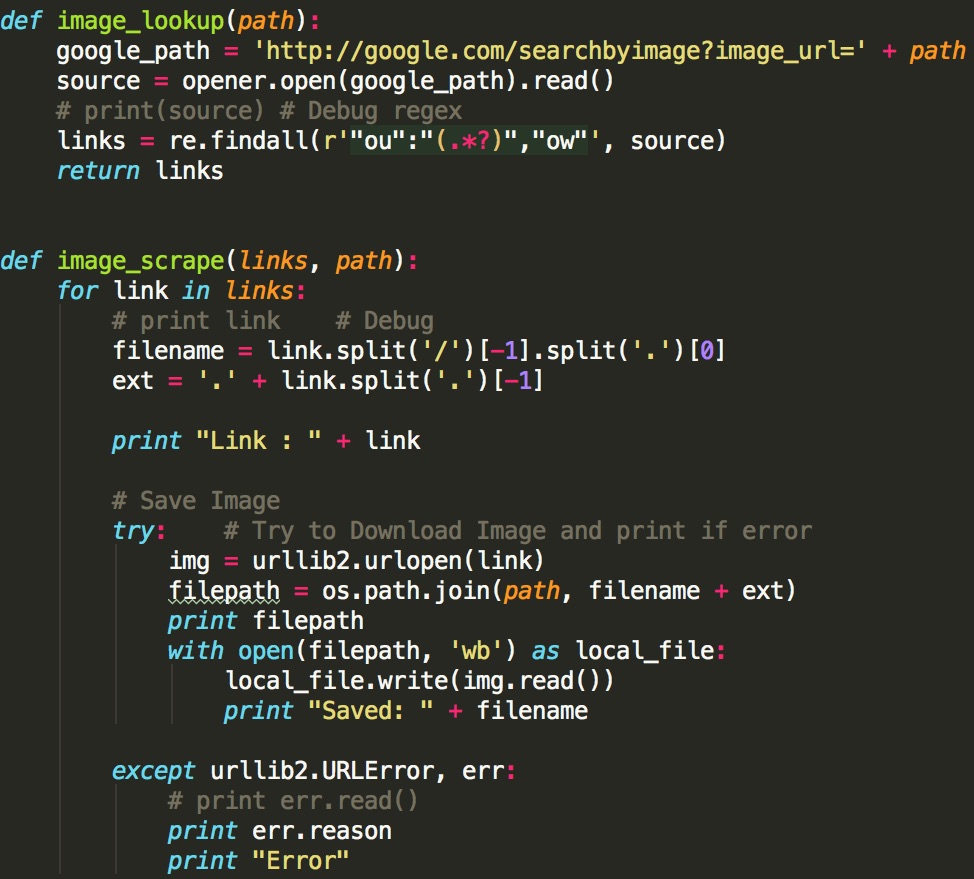 def image_lookup(path):
    google_path = 'http://google.com/searchbyimage?image_url=' + path
    source = opener.open(google_path).read()
    # print(source) # Debug regex
    links = re.findall(r'"ou":"(.*?)","ow"', source)
    return links


def image_scrape(links, path):
    for link in links:
        # print link    # Debug
        filename = link.split('/')[-1].split('.')[0]
        ext = '.' + link.split('.')[-1]

        print "Link : " + link

        # Save Image
        try:    # Try to Download Image and print if error
            img = urllib2.urlopen(link)
            filepath = os.path.join(path, filename + ext)
            print filepath
            with open(filepath, 'wb') as local_file:
                local_file.write(img.read())
                print "Saved: " + filename

        except urllib2.URLError, err:
            # print err.read()
            print err.reason
            print "Error"